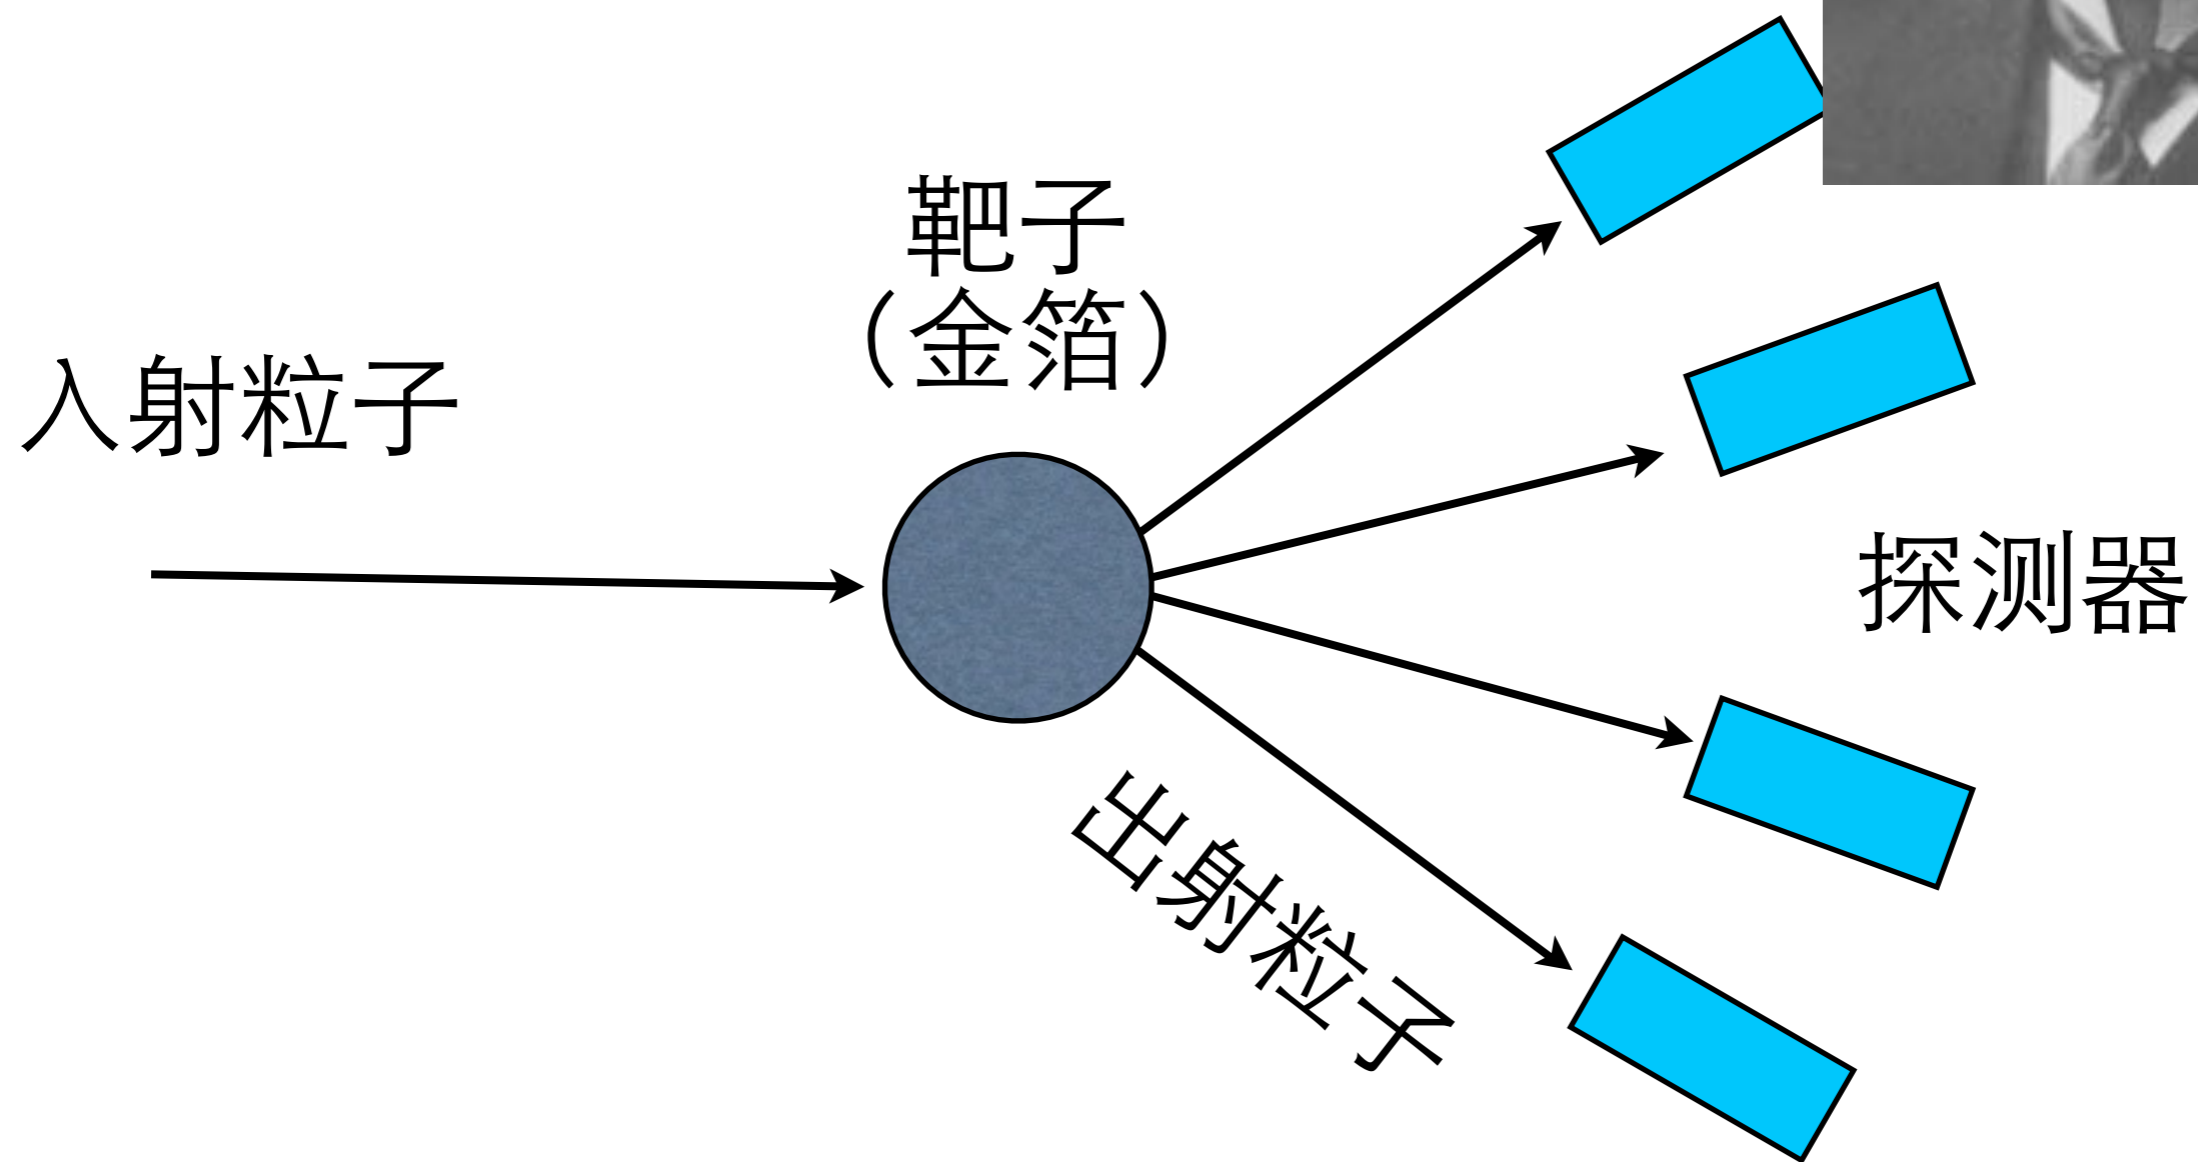 靶子
（金箔）
入射粒子
探测器
出射粒子